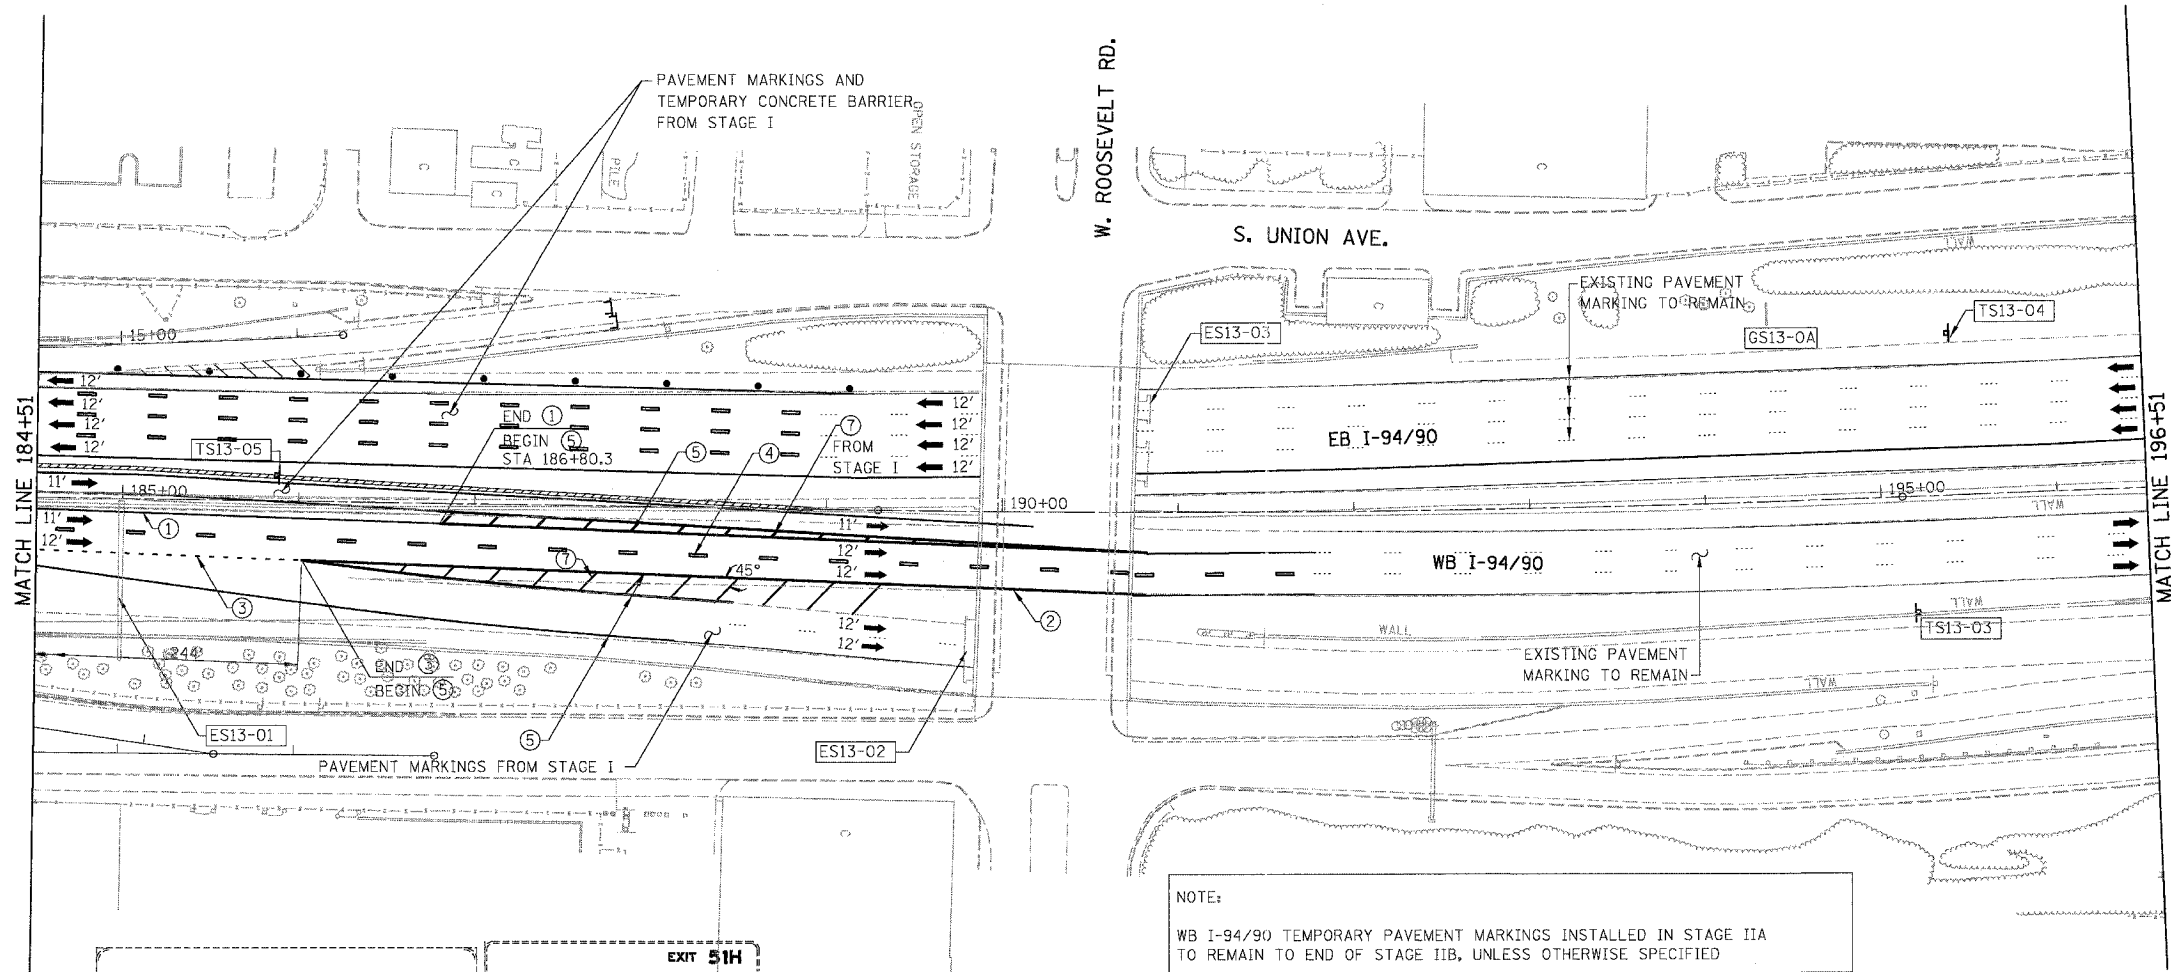 PAVEMENT MARKINGS AND
TEMPORARY CONCRETE BARRIER
FROM STAGE I
OPEN STORAGE
PILE
C
C
C
C
C
C
C
W. ROOSEVELT RD.
S. UNION AVE.
WALL
EXISTING PAVEMENT
MARKING TO REMAIN
TS13-04
GS13-0A
ES13-03
15+00
12'
12'
12'
12'
12'
12'
12'
12'
END 1
BEGIN 5
STA 186+80.3
7
FROM
STAGE I
5
4
TS13-05
EB I-94/90
MATCH LINE 184+51
MATCH LINE 196+51
11'
185+00
190+00
195+00
WALL
1
11'
12'
11'
12'
12'
WB I-94/90
7
45°
3
2
12'
12'
WALL
WALL
TS13-03
EXISTING PAVEMENT
MARKING TO REMAIN
WALL
244
END 3
BEGIN 5
ES13-01
5
ES13-02
PAVEMENT MARKINGS FROM STAGE I
NOTE:
WB I-94/90 TEMPORARY PAVEMENT MARKINGS INSTALLED IN STAGE IIA
TO REMAIN TO END OF STAGE IIB, UNLESS OTHERWISE SPECIFIED
EXIT 51H